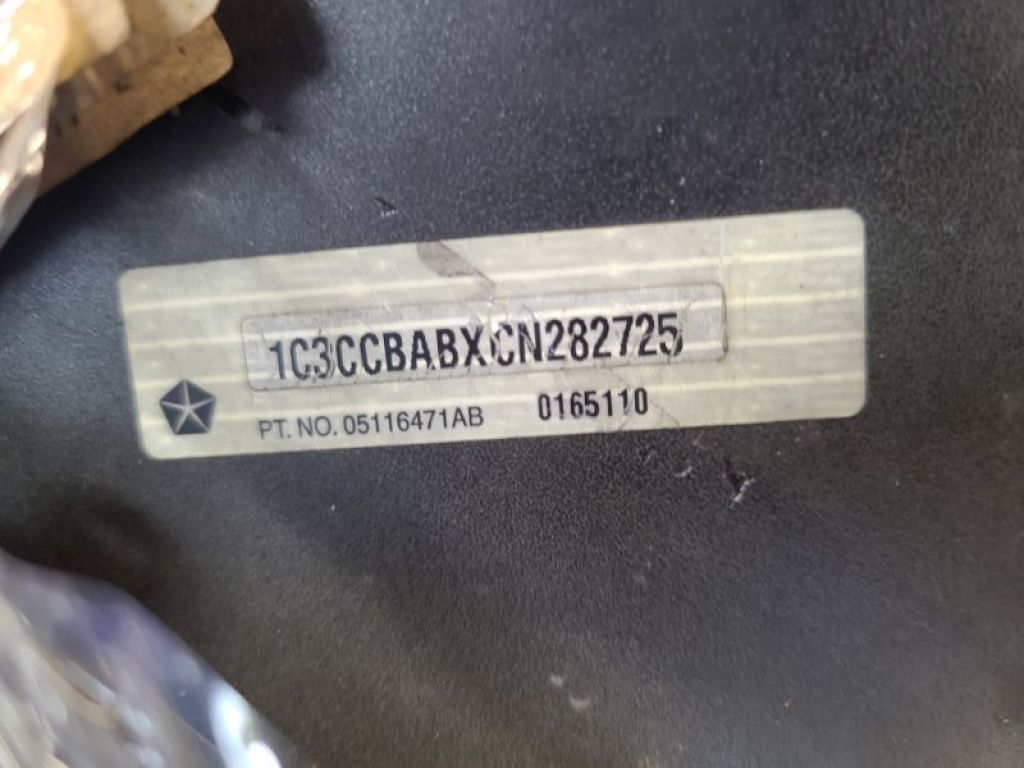 1C3CCBABXCN282725
PT. NO. 05116471AB 0165110